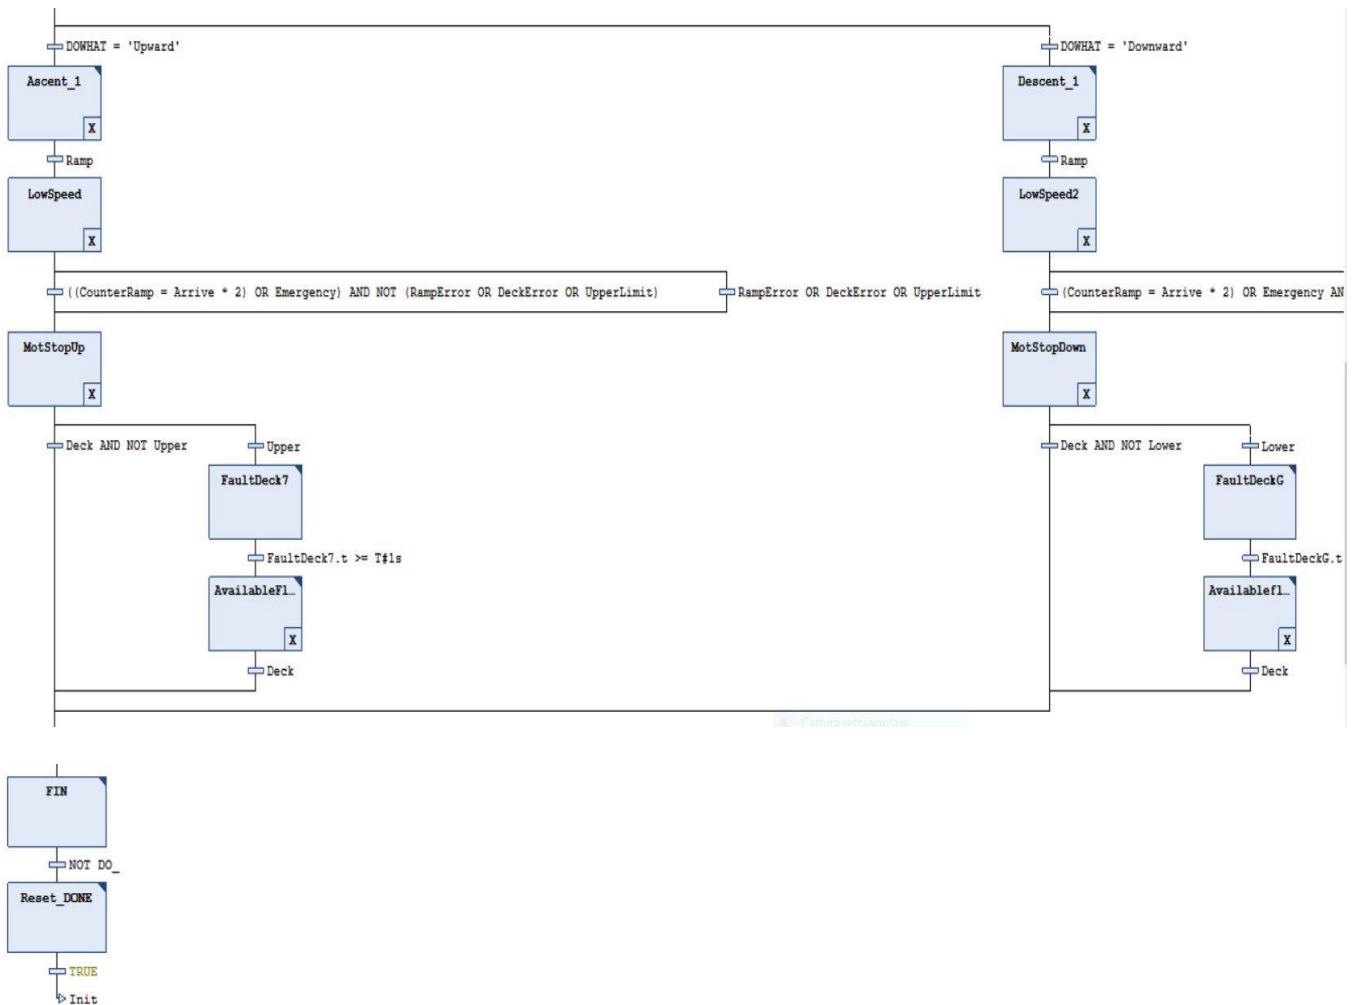 DOWHAT = 'Upward'
DOWHAT = 'Downward'
Ascent_1
X
Descent_1
X
Ramp
Ramp
LowSpeed
X
LowSpeed2
X
((CounterRamp = Arrive * 2) OR Emergency) AND NOT (RampError OR DeckError OR UpperLimit)
RampError OR DeckError OR UpperLimit
(CounterRamp = Arrive * 2) OR Emergency AN
MotStopUp
X
MotStopDown
X
Deck AND NOT Upper
Upper
Deck AND NOT Lower
Lower
FaultDeck7
FaultDeckG
FaultDeck7.t >= T#1s
FaultDeckG.t
AvailableFl…
X
Availablefl…
X
Deck
Deck
Cattura rettangolare
FIN
NOT DO_
Reset_DONE
TRUE
Init